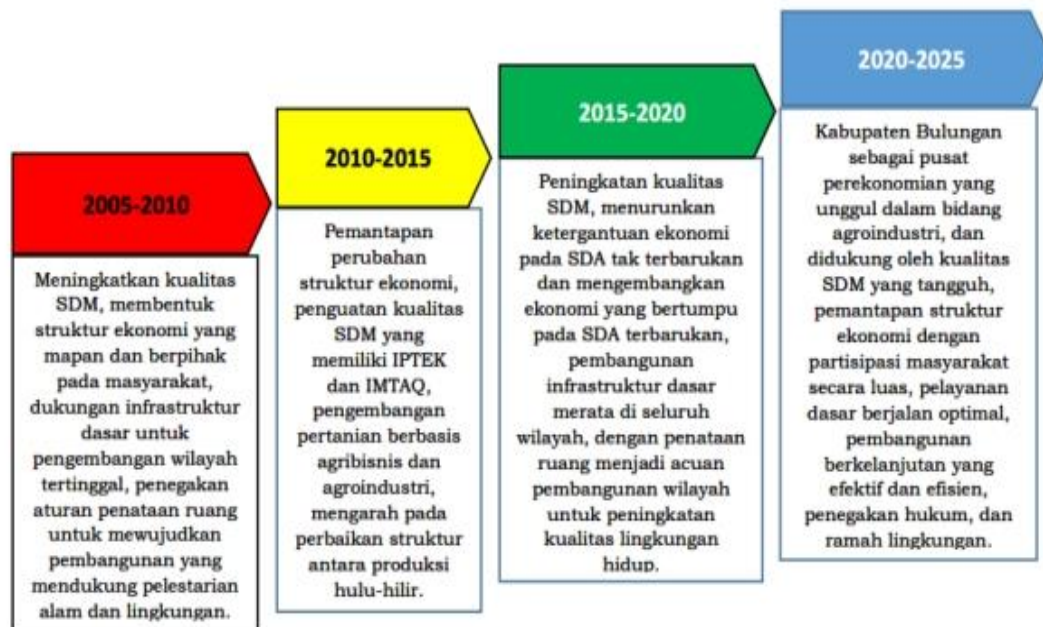 2005-2010
Meningkatkan kualitas
SDM, membentuk
struktur ekonomi yang
mapan dan berpihak
pada masyarakat,
dukungan infrastruktur
dasar untuk
pengembangan wilayah
tertinggal, penegakan
aturan penataan ruang
untuk mewujudkan
pembangunan yang
mendukung pelestarian
alam dan lingkungan.
2010-2015
Pemantapan
perubahan
struktur ekonomi,
penguatan kualitas
SDM yang
memiliki IPTEK
dan IMTAQ,
pengembangan
pertanian berbasis
agribisnis dan
agroindustri,
mengarah pada
perbaikan struktur
antara produksi
hulu-hilir.
2015-2020
Peningkatan kualitas
SDM, menurunkan
ketergantuan ekonomi
pada SDA tak terbarukan
dan mengembangkan
ekonomi yang bertumpu
pada SDA terbarukan,
pembangunan
infrastruktur dasar
merata di seluruh
wilayah, dengan penataan
ruang menjadi acuan
pembangunan wilayah
untuk peningkatan
kualitas lingkungan
hidup.
2020-2025
Kabupaten Bulungan
sebagai pusat
perekonomian yang
unggul dalam bidang
agroindustri, dan
didukung oleh kualitas
SDM yang tangguh,
pemantapan struktur
ekonomi dengan
partisipasi masyarakat
secara luas, pelayanan
dasar berjalan optimal,
pembangunan
berkelanjutan yang
efektif dan efisien,
penegakan hukum, dan
ramah lingkungan.